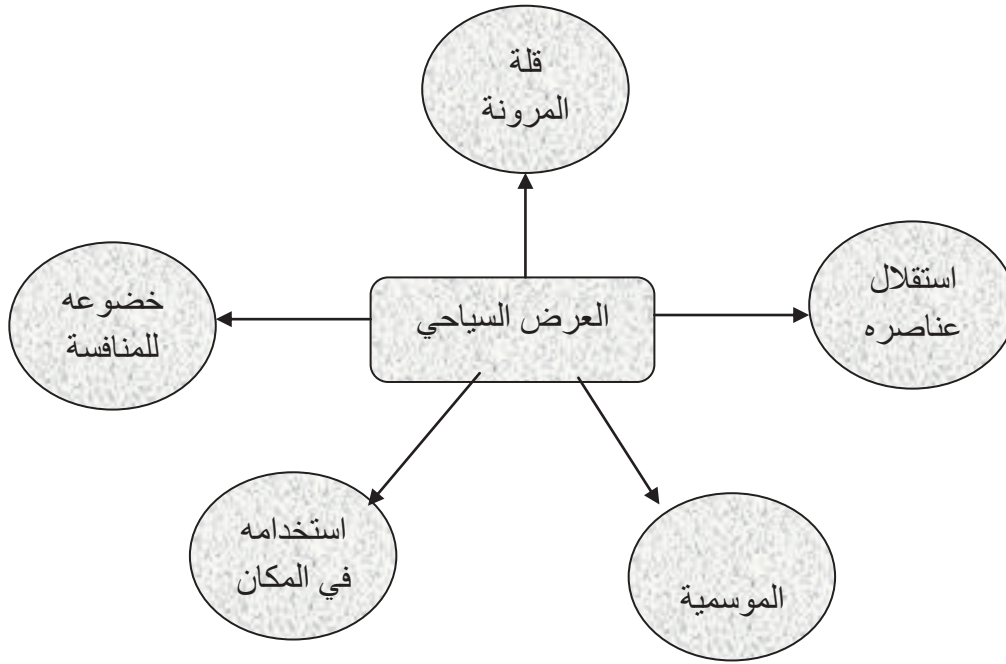 قلة
المرونة
استقلال
عناصره
العرض السياحي
خضوعه
للمنافسة
استخدامه
في المكان
الموسمية